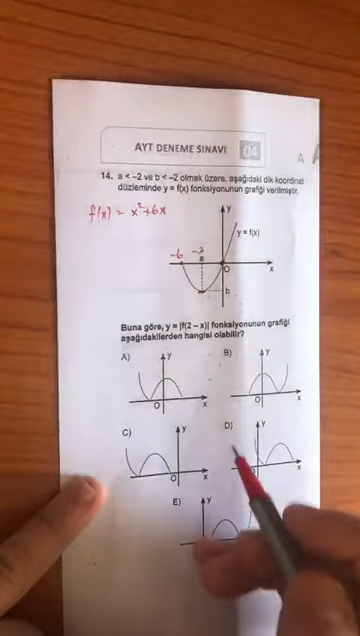 AYT DENEME SINAVI 04
A
14. a < -2 ve b < -2 olmak üzere, aşağıdaki dik koordinat
düzleminde y = f(x) fonksiyonunun grafiği verilmiştir.
f(x) = x²+6x
y
y = f(x)
-6
a
O
x
b
Buna göre, y = |f(2 – x)| fonksiyonunun grafiği
aşağıdakilerden hangisi olabilir?
A) y O x
B) y O x
C) y O x
D) y O x
E) y